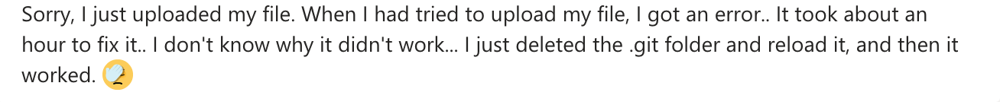 Sorry, I just uploaded my file. When I had tried to upload my file, I got an error.. It took about an
hour to fix it.. I don't know why it didn't work... I just deleted the .git folder and reload it, and then it
worked.